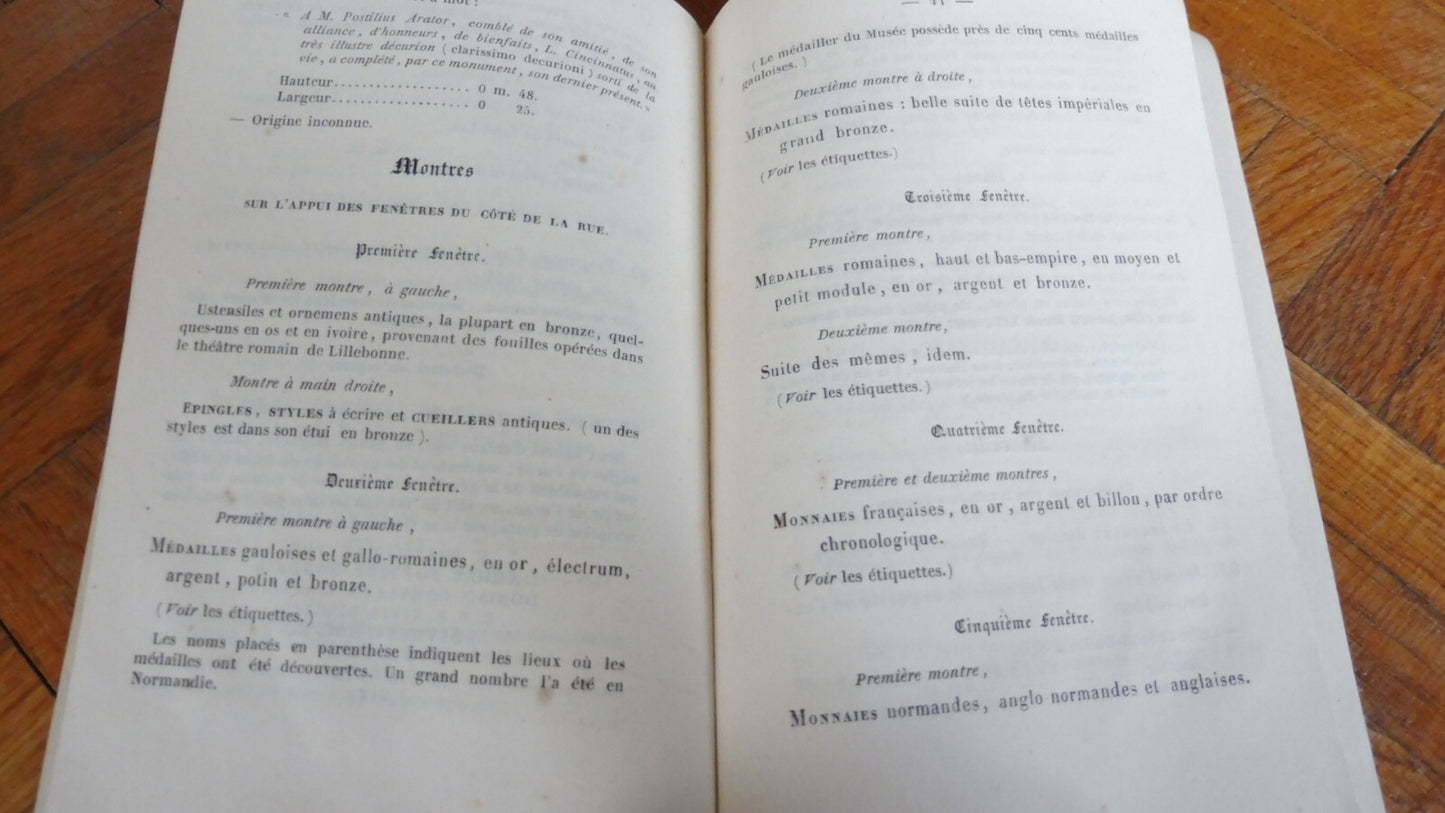 à mot :
« A M. Postilius Arator, comblé de son amitié, de son
alliance, d'honneurs, de bienfaits, L. Cincinnatus, au
très illustre décurion (clarissimo decurioni) sorti de la
vie, a complété, par ce monument, son dernier présent. »
Hauteur.................. 0 m. 48.
Largeur.................. 0 25.
— Origine inconnue.
Montres
SUR L'APPUI DES FENÊTRES DU CÔTÉ DE LA RUE.
Première Fenêtre.
Première montre, à gauche,
Ustensiles et ornemens antiques, la plupart en bronze, quel-
ques-uns en os et en ivoire, provenant des fouilles opérées dans
le théâtre romain de Lillebonne.
Montre à main droite,
EPINGLES, STYLES à écrire et CUEILLERS antiques. ( un des
styles est dans son étui en bronze ).
Deuxième Fenêtre.
Première montre à gauche,
MÉDAILLES gauloises et gallo-romaines, en or, électrum,
argent, potin et bronze.
(Voir les étiquettes.)
Les noms placés en parenthèse indiquent les lieux où les
médailles ont été découvertes. Un grand nombre l'a été en
Normandie.
(Le médailler du Musée possède près de cinq cents médailles
gauloises.)
Deuxième montre à droite,
MÉDAILLES romaines : belle suite de têtes impériales en
grand bronze.
(Voir les étiquettes.)
Troisième Fenêtre.
Première montre,
MÉDAILLES romaines, haut et bas-empire, en moyen et
petit module, en or, argent et bronze.
Deuxième montre,
Suite des mêmes, idem.
(Voir les étiquettes.)
Quatrième Fenêtre.
Première et deuxième montres,
MONNAIES françaises, en or, argent et billon, par ordre
chronologique.
(Voir les étiquettes.)
Cinquième Fenêtre.
Première montre,
MONNAIES normandes, anglo normandes et anglaises.